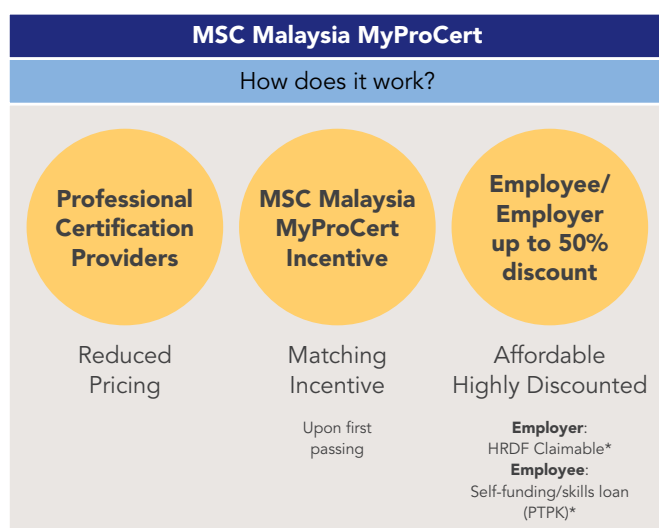 MSC Malaysia MyProCert
How does it work?
Professional
Certification
Providers
Reduced
Pricing
MSC Malaysia
MyProCert
Incentive
Matching
Incentive
Upon first
passing
Employee/
Employer
up to 50%
discount
Affordable
Highly Discounted
Employer:
HRDF Claimable*
Employee:
Self-funding/skills loan
(PTPK)*